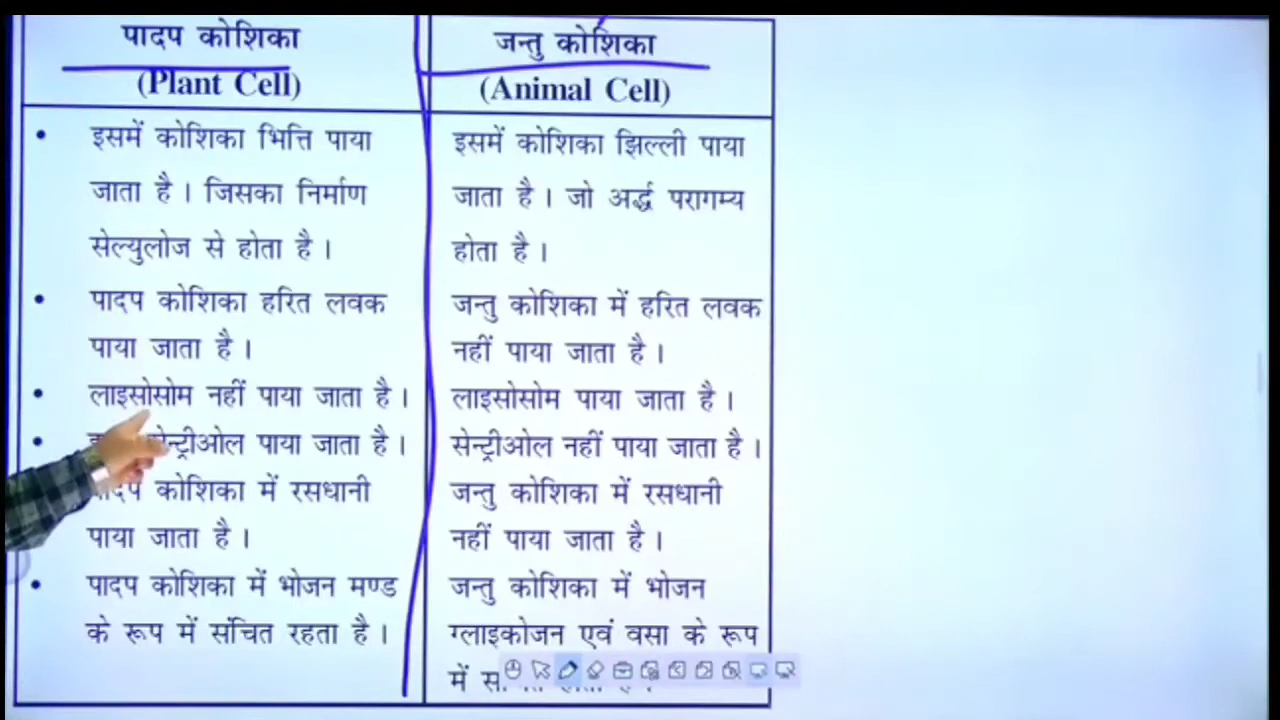 पादप कोशिका
(Plant Cell)
• इसमें कोशिका भित्ति पाया
जाता है। जिसका निर्माण
सेल्युलोज से होता है।
• पादप कोशिका हरित लवक
पाया जाता है।
• लाइसोसोम नहीं पाया जाता है।
• सेन्ट्रीओल पाया जाता है।
पादप कोशिका में रसधानी
पाया जाता है।
• पादप कोशिका में भोजन मण्ड
के रूप में संचित रहता है।
जन्तु कोशिका
(Animal Cell)
इसमें कोशिका झिल्ली पाया
जाता है। जो अर्द्ध परागम्य
होता है।
जन्तु कोशिका में हरित लवक
नहीं पाया जाता है।
लाइसोसोम पाया जाता है।
सेन्ट्रीओल नहीं पाया जाता है।
जन्तु कोशिका में रसधानी
नहीं पाया जाता है।
जन्तु कोशिका में भोजन
ग्लाइकोजन एवं वसा के रूप
में